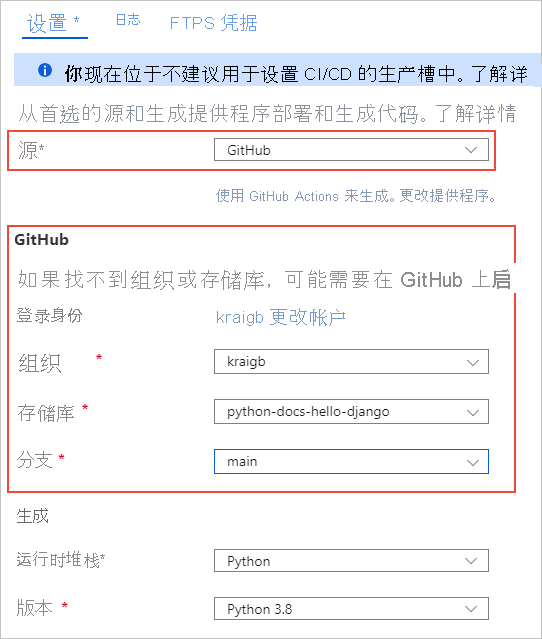 设置 * 日志 FTPS 凭据
你现在位于不建议用于设置 CI/CD 的生产槽中。了解详
从首选的源和生成提供程序部署和生成代码。了解详情
源* GitHub
使用 GitHub Actions 来生成。更改提供程序。
GitHub
如果找不到组织或存储库, 可能需要在 GitHub 上启
登录身份 kraigb 更改帐户
组织 * kraigb
存储库 * python-docs-hello-django
分支 * main
生成
运行时堆栈* Python
版本 * Python 3.8